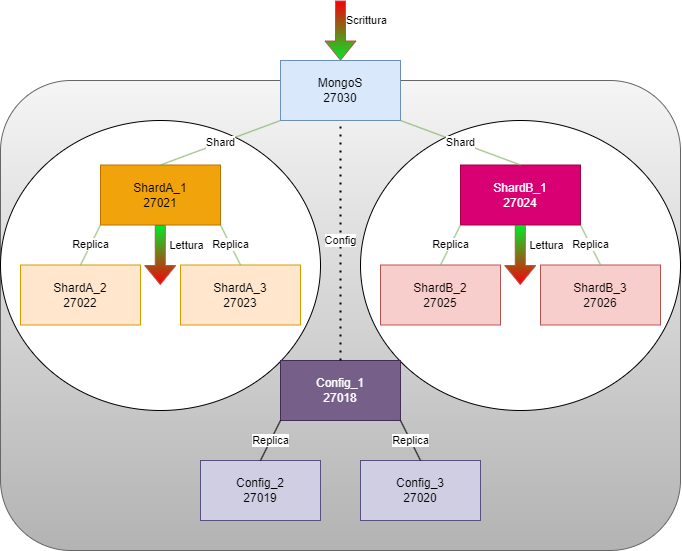 Scrittura
MongoS
27030
Shard
Shard
ShardA_1
27021
ShardB_1
27024
Replica
Lettura
Replica
Config
Replica
Lettura
Replica
ShardA_2
27022
ShardA_3
27023
ShardB_2
27025
ShardB_3
27026
Config_1
27018
Replica
Replica
Config_2
27019
Config_3
27020